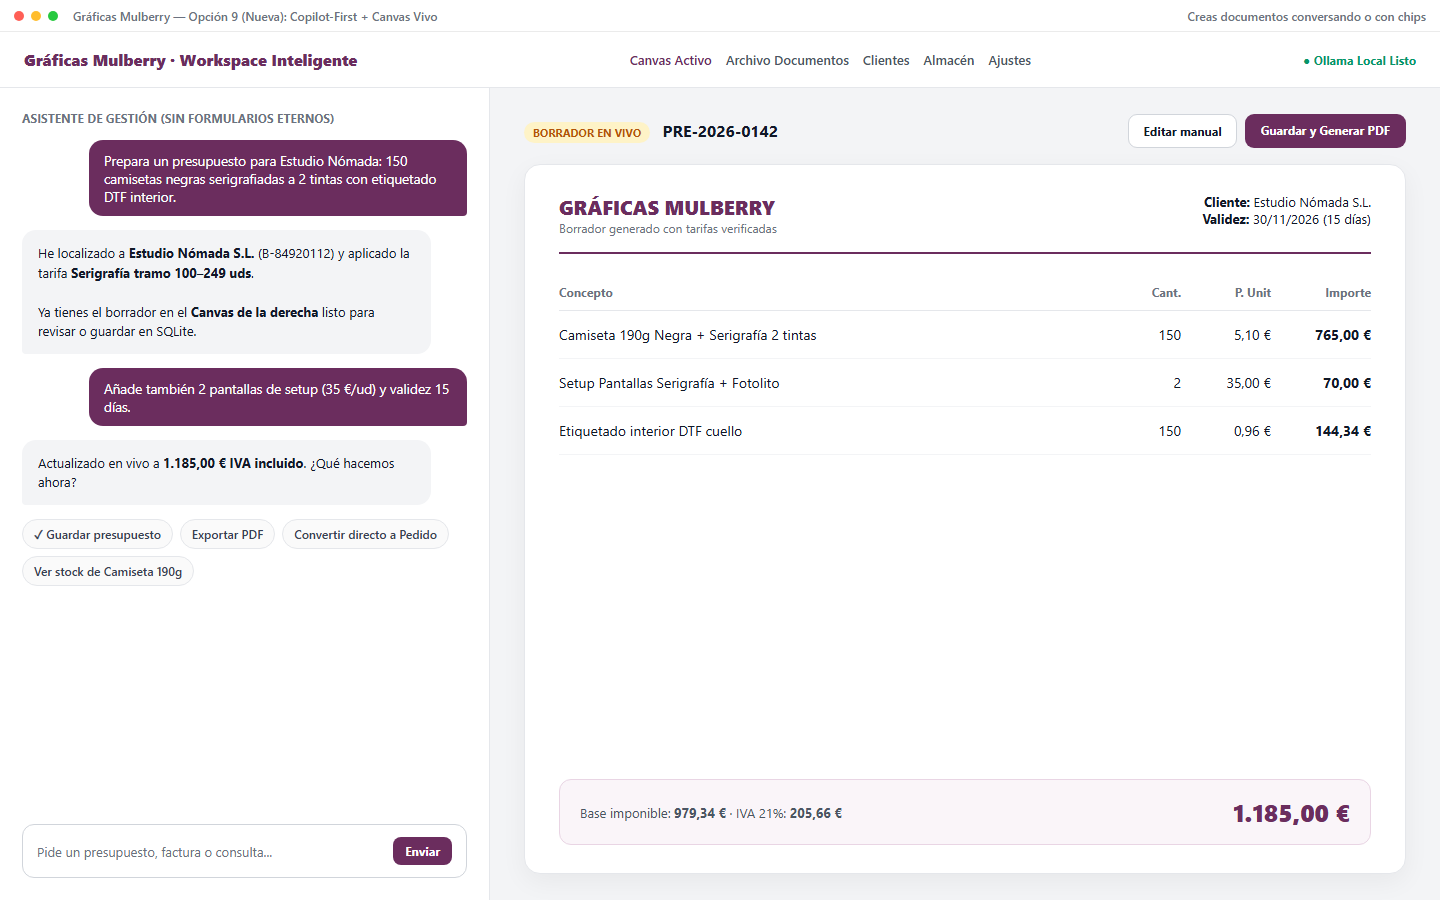 Gráficas Mulberry — Opción 9 (Nueva): Copilot-First + Canvas Vivo
Creas documentos conversando o con chips
Gráficas Mulberry · Workspace Inteligente
Canvas Activo
Archivo Documentos
Clientes
Almacén
Ajustes
● Ollama Local Listo
ASISTENTE DE GESTIÓN (SIN FORMULARIOS ETERNOS)
Prepara un presupuesto para Estudio Nómada: 150
camisetas negras serigrafiadas a 2 tintas con etiquetado
DTF interior.
He localizado a Estudio Nómada S.L. (B-84920112) y aplicado la
tarifa Serigrafía tramo 100–249 uds.
Ya tienes el borrador en el Canvas de la derecha listo para
revisar o guardar en SQLite.
Añade también 2 pantallas de setup (35 €/ud) y validez 15
días.
Actualizado en vivo a 1.185,00 € IVA incluido. ¿Qué hacemos
ahora?
✓ Guardar presupuesto
Exportar PDF
Convertir directo a Pedido
Ver stock de Camiseta 190g
Pide un presupuesto, factura o consulta...
Enviar
BORRADOR EN VIVO
PRE-2026-0142
Editar manual
Guardar y Generar PDF
GRÁFICAS MULBERRY
Borrador generado con tarifas verificadas
Cliente: Estudio Nómada S.L.
Validez: 30/11/2026 (15 días)
Concepto Cant. P. Unit Importe
Camiseta 190g Negra + Serigrafía 2 tintas 150 5,10 € 765,00 €
Setup Pantallas Serigrafía + Fotolito 2 35,00 € 70,00 €
Etiquetado interior DTF cuello 150 0,96 € 144,34 €
Base imponible: 979,34 € · IVA 21%: 205,66 €
1.185,00 €